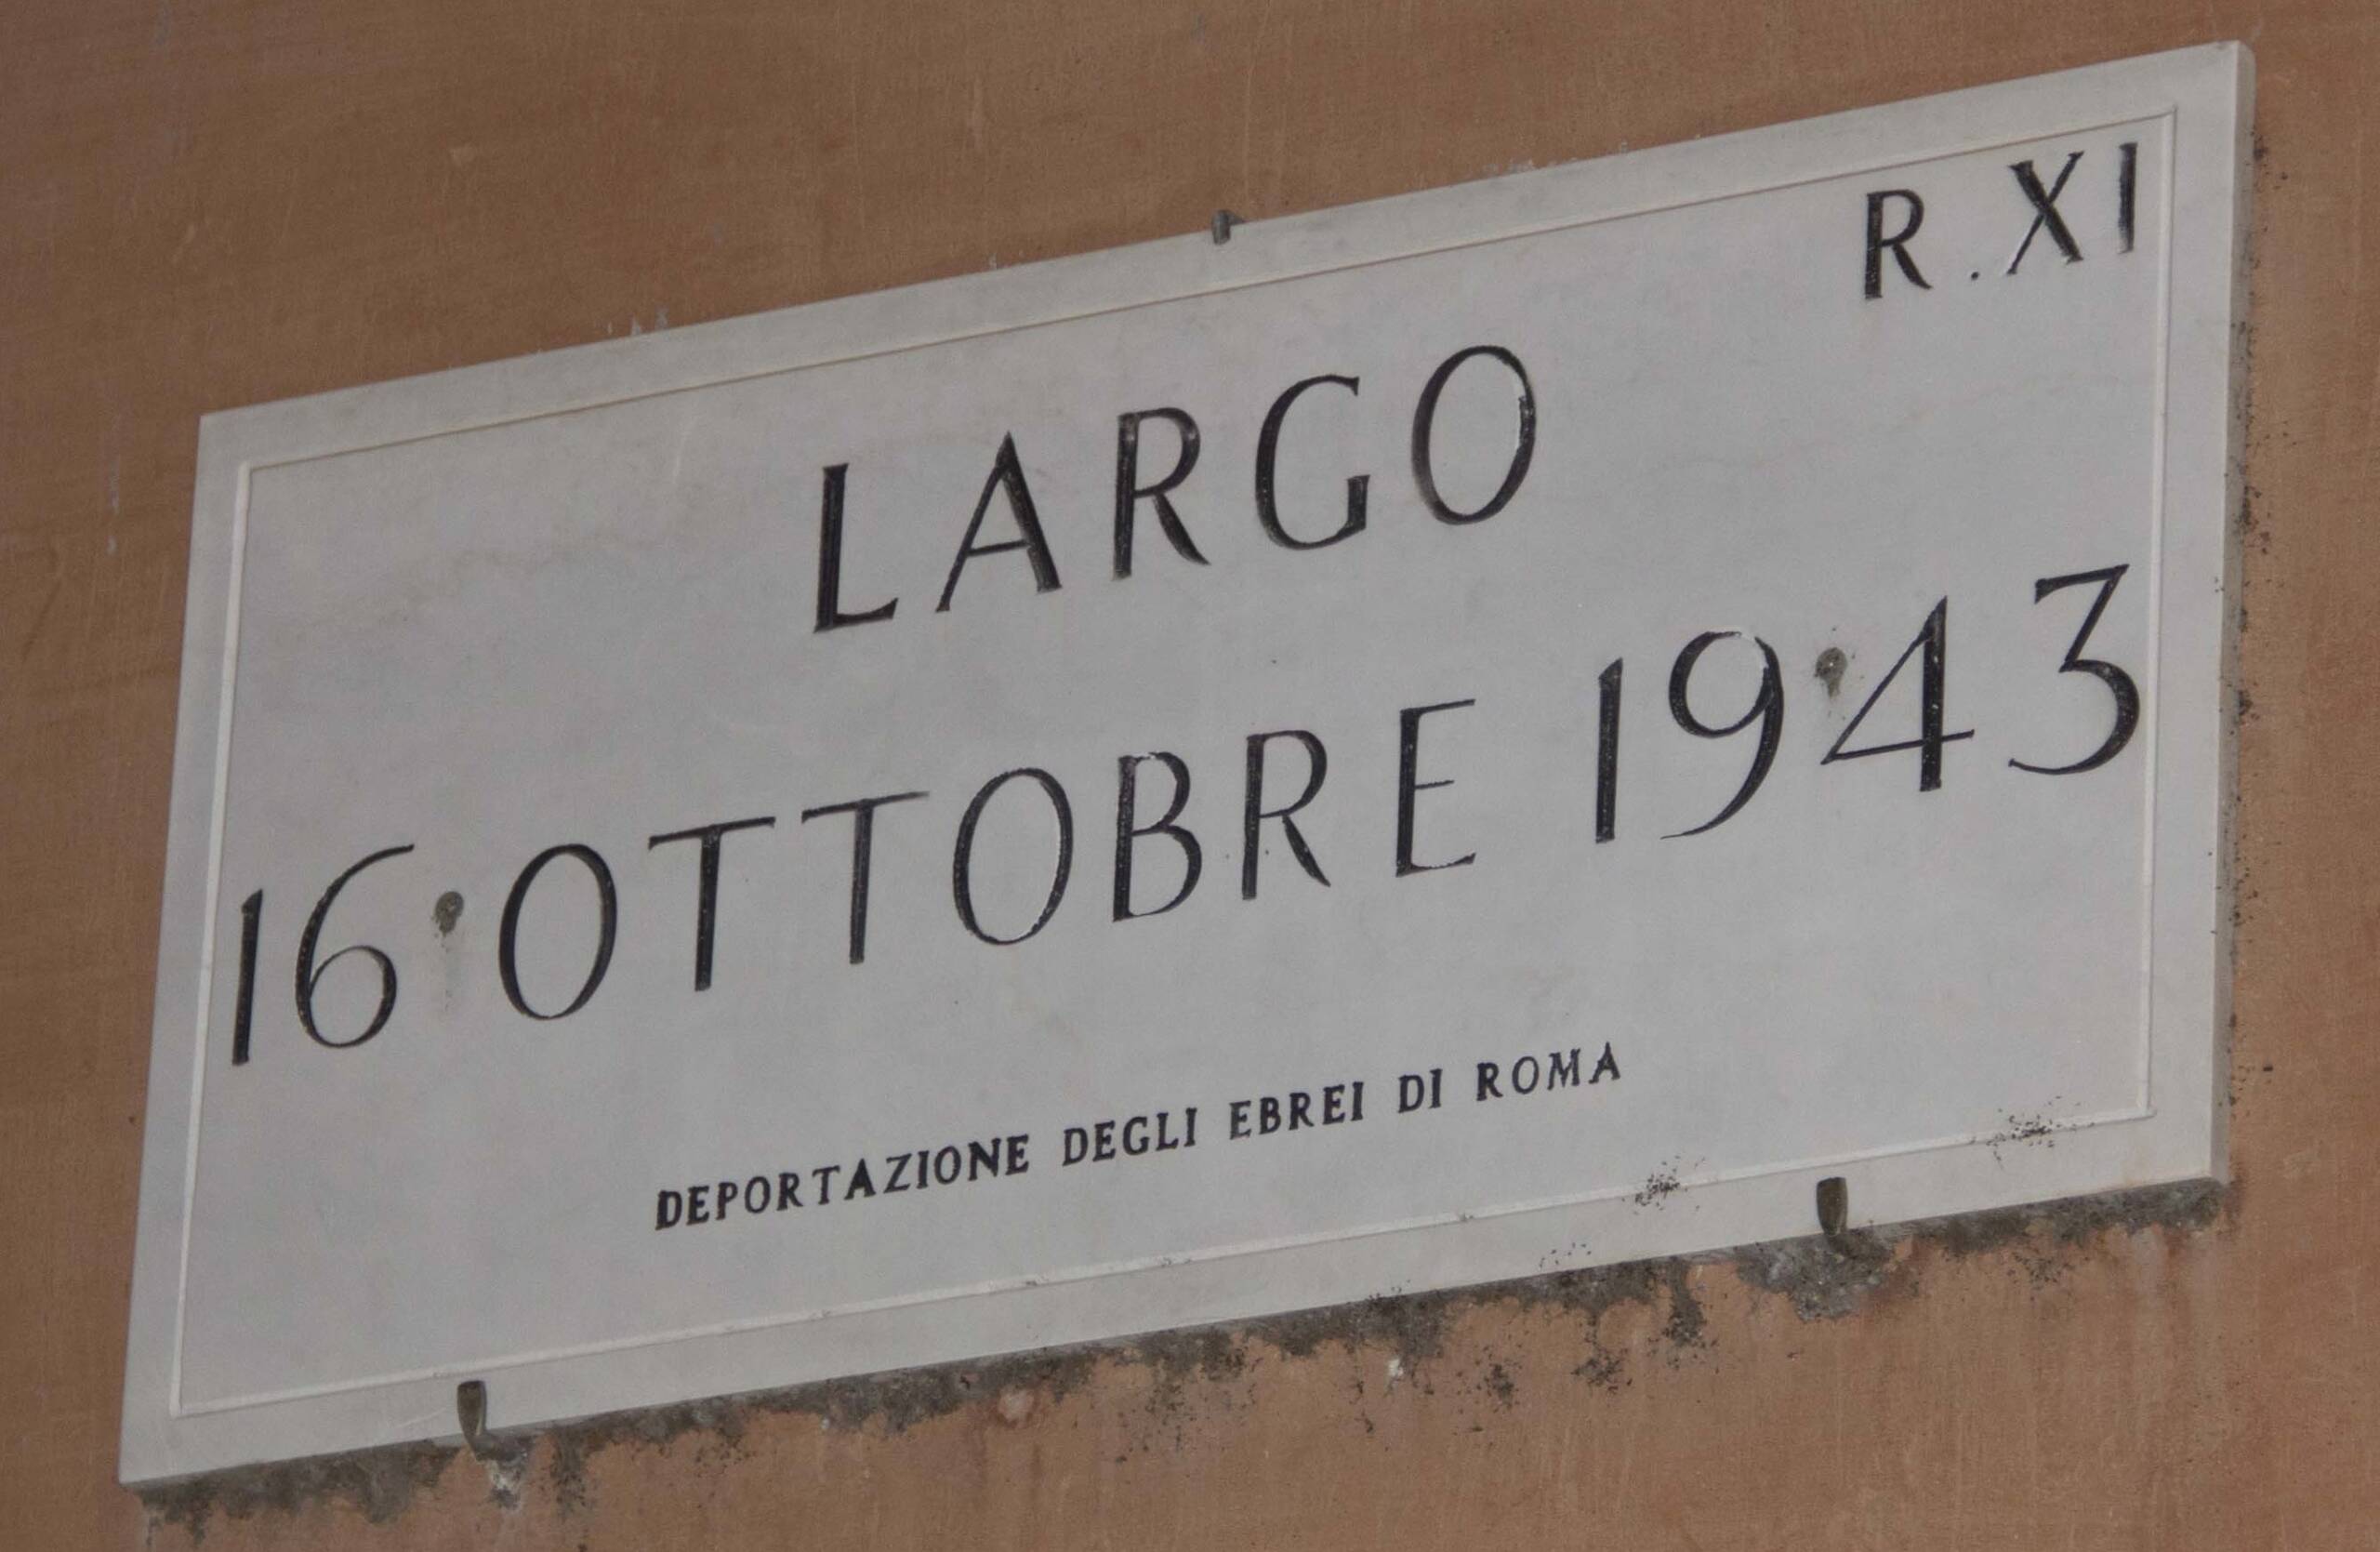 R. XI
LARGO
16 OTTOBRE 1943
DEPORTAZIONE DEGLI EBREI DI ROMA